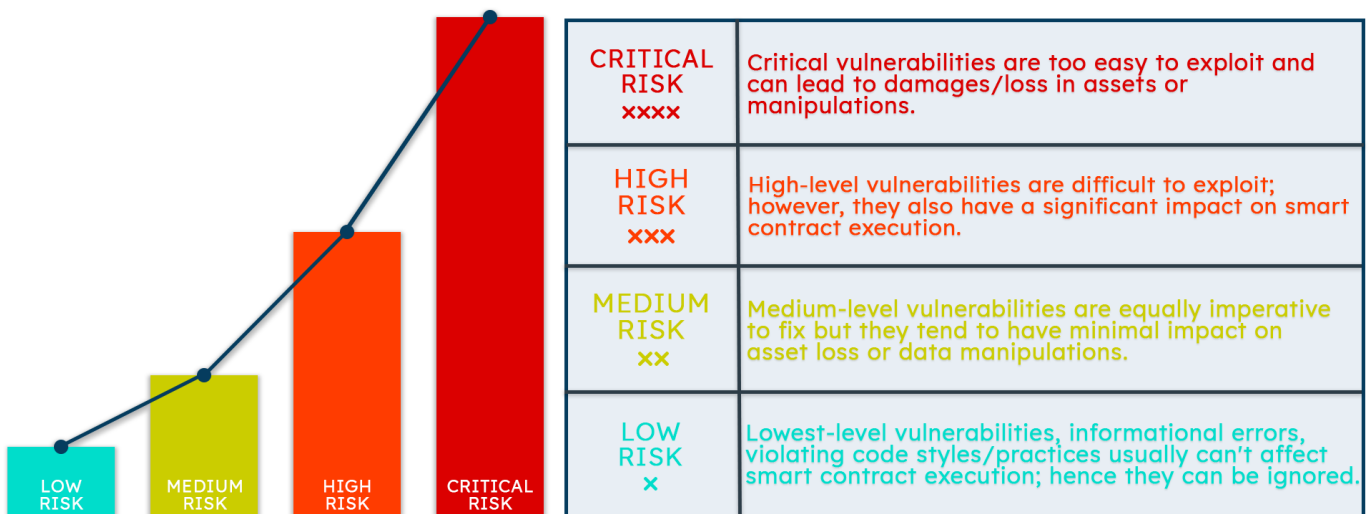 LOW
RISK
MEDIUM
RISK
HIGH
RISK
CRITICAL
RISK
CRITICAL
RISK
××××
Critical vulnerabilities are too easy to exploit and
can lead to damages/loss in assets or
manipulations.
HIGH
RISK
×××
High-level vulnerabilities are difficult to exploit;
however, they also have a significant impact on smart
contract execution.
MEDIUM
RISK
××
Medium-level vulnerabilities are equally imperative
to fix but they tend to have minimal impact on
asset loss or data manipulations.
LOW
RISK
×
Lowest-level vulnerabilities, informational errors,
violating code styles/practices usually can't affect
smart contract execution; hence they can be ignored.